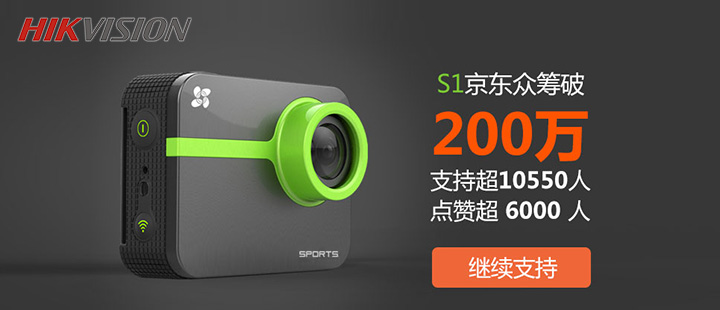 HIKVISION
S1京东众筹破
200万
支持超10550人
点赞超 6000 人
SPORTS
继续支持